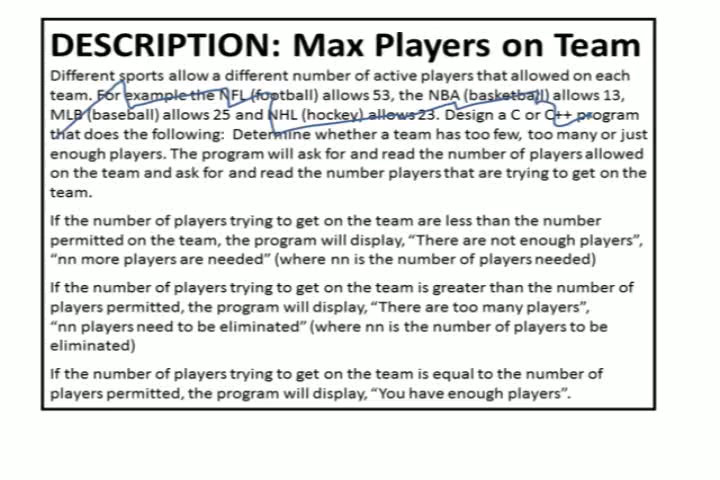 DESCRIPTION: Max Players on Team
Different sports allow a different number of active players that allowed on each
team. For example the NFL (football) allows 53, the NBA (basketball) allows 13,
MLB (baseball) allows 25 and NHL (hockey) allows 23. Design a C or C++ program
that does the following: Determine whether a team has too few, too many or just
enough players. The program will ask for and read the number of players allowed
on the team and ask for and read the number players that are trying to get on the
team.
If the number of players trying to get on the team are less than the number
permitted on the team, the program will display, “There are not enough players”,
“nn more players are needed” (where nn is the number of players needed)
If the number of players trying to get on the team is greater than the number of
players permitted, the program will display, “There are too many players”,
“nn players need to be eliminated” (where nn is the number of players to be
eliminated)
If the number of players trying to get on the team is equal to the number of
players permitted, the program will display, “You have enough players”.